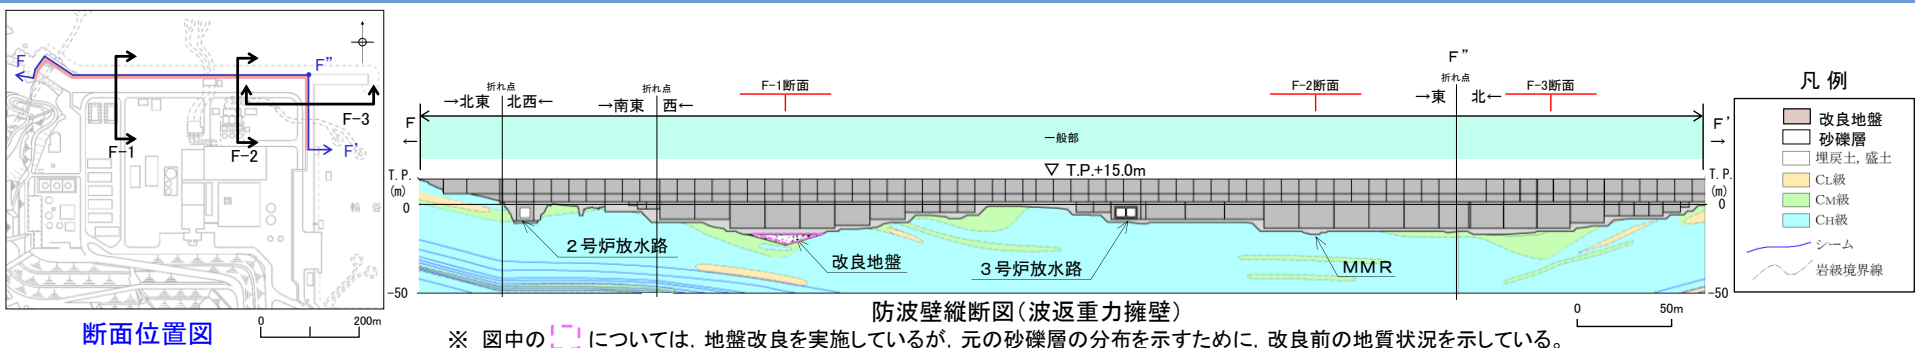 F
F"
F-1
F-2
F-3
F'
輪 谷
断面位置図
0 200m
F"
折れ点 折れ点 F-1断面 F-2断面 折れ点 F-3断面
→北東 北西← →南東 西← →東 北←
F F'
← →
一般部
▽ T.P.+15.0m
T.P. T.P.
(m) (m)
0 0
２号炉放水路 改良地盤 ３号炉放水路 ＭＭＲ
-50 -50
防波壁縦断図（波返重力擁壁）
0 50m
※ 図中の については，地盤改良を実施しているが，元の砂礫層の分布を示すために，改良前の地質状況を示している。
凡 例
改良地盤
砂礫層
埋戻土，盛土
CL級
CM級
CH級
シーム
岩級境界線